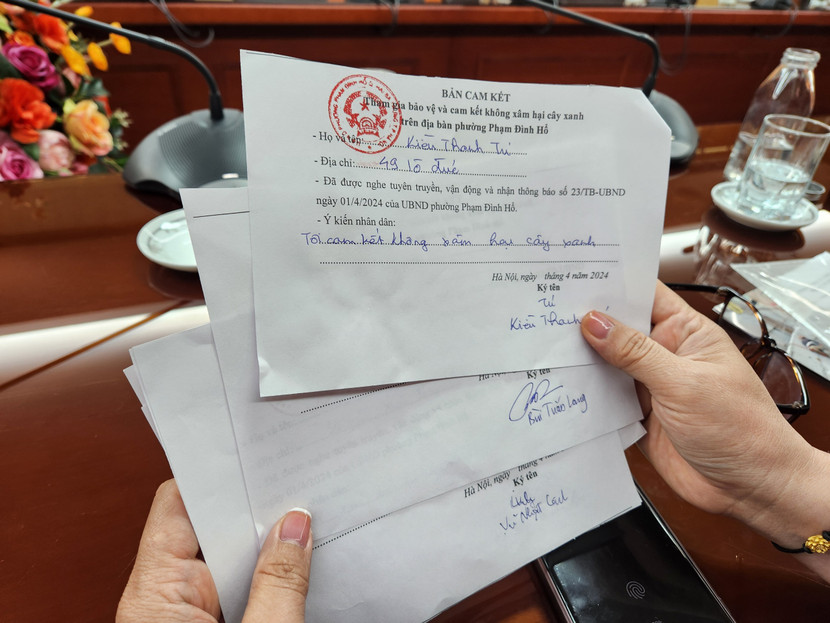 BẢN CAM KẾT
Tham gia bảo vệ và cam kết không xâm hại cây xanh
trên địa bàn phường Phạm Đình Hổ
- Họ và tên: Kiều Thanh Tú
- Địa chỉ: 49 lò đúc
- Đã được nghe tuyên truyền, vận động và nhận thông báo số 23/TB-UBND
ngày 01/4/2024 của UBND phường Phạm Đình Hổ.
- Ý kiến nhân dân:
Tôi cam kết không xâm hại cây xanh
Hà Nội, ngày tháng 4 năm 2024
Ký tên
Tú
Kiều Thanh
Ký tên
Bùi Tuấn Long
Hà Nội, ngày tháng 4
Ký tên